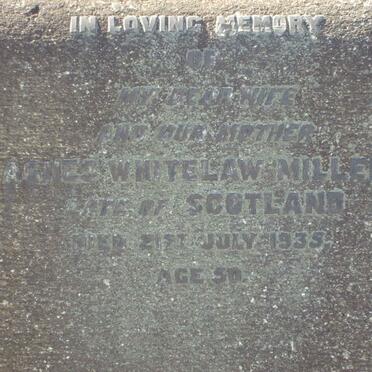 IN LOVING MEMORY
OF
MY DEAR WIFE
AND OUR MOTHER
AGNES WHITELAW MILLE
LATE OF SCOTLAND
DIED 21ST JULY 1935.
AGE 50.